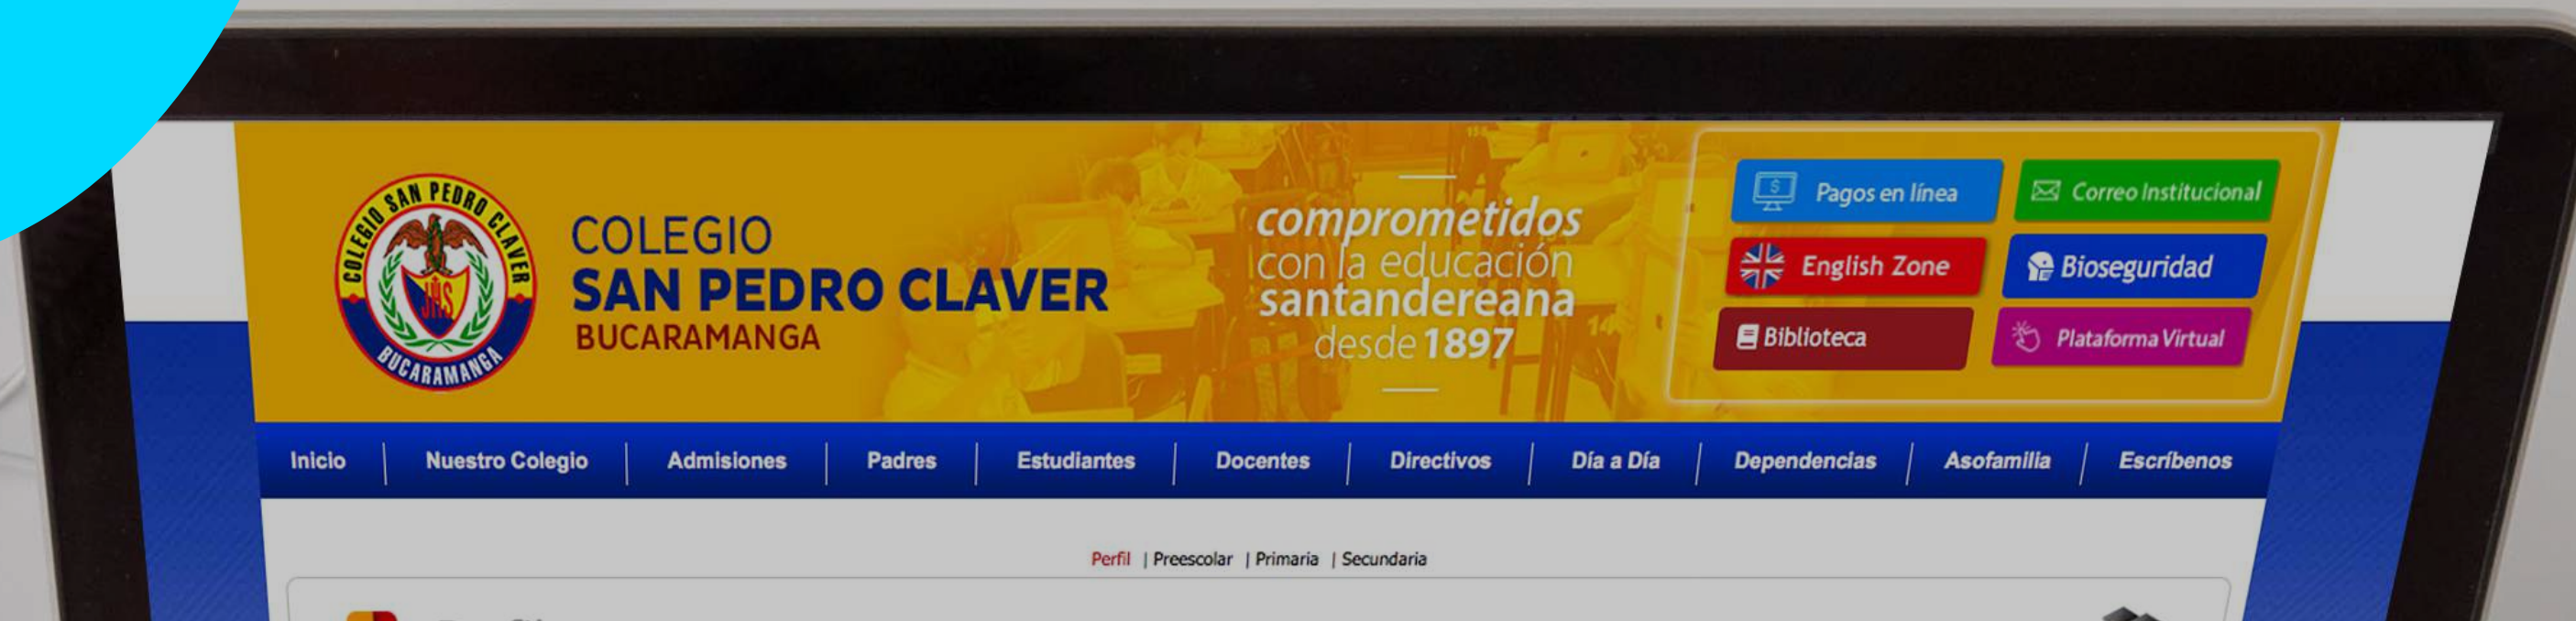 COLEGIO SAN PEDRO CLAVER
BUCARAMANGA
JHS
COLEGIO
SAN PEDRO CLAVER
BUCARAMANGA
comprometidos
con la educación
santandereana
desde 1897
$ Pagos en línea
Correo Institucional
English Zone
Bioseguridad
Biblioteca
Plataforma Virtual
Inicio | Nuestro Colegio | Admisiones | Padres | Estudiantes | Docentes | Directivos | Día a Día | Dependencias | Asofamilia | Escríbenos
Perfil | Preescolar | Primaria | Secundaria